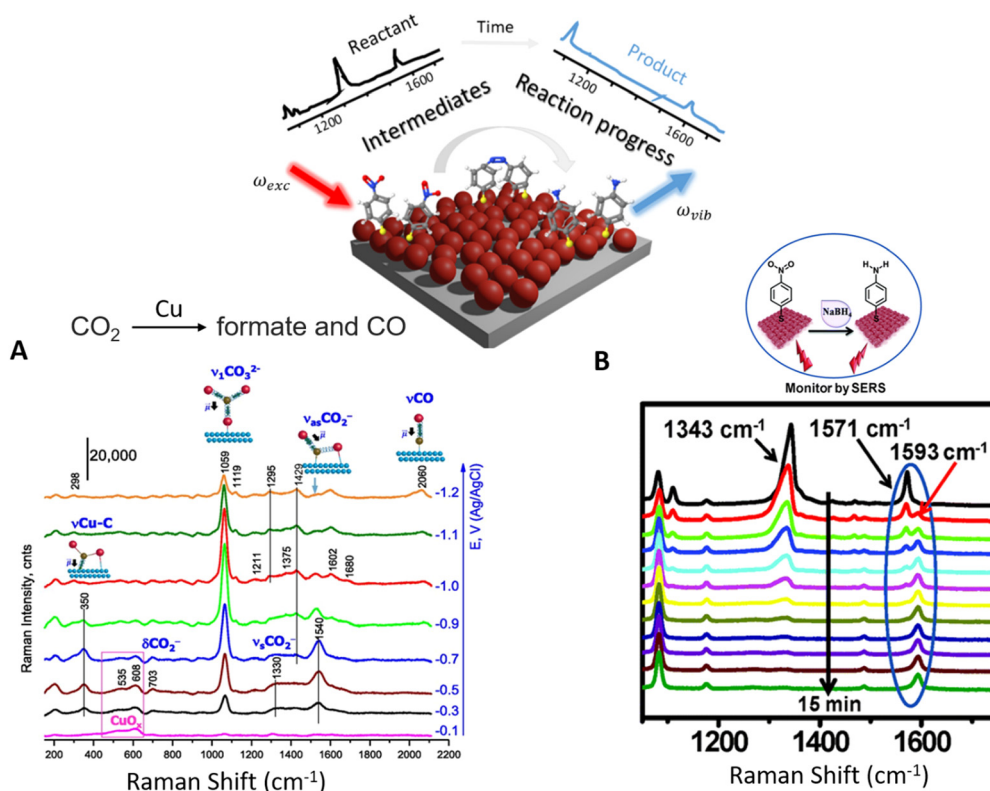 Reactant
1200
1600
Time
Product
1200
1600
Intermediates
Reaction progress
ω_exc
ω_vib
CO₂ Cu → formate and CO
O N O
H N H
S
NaBH₄
S
Monitor by SERS
A
ν₁CO₃²⁻
ν_asCO₂⁻
νCO
μ⃗
μ⃗
μ⃗
20,000
298
1059
1119
1295
1429
2060
-1.2
νCu-C
-1.1
μ⃗
1211
1375
1602
1680
-1.0
350
-0.9
δCO₂⁻
ν_sCO₂⁻
1540
-0.7
535
608
703
1330
-0.5
-0.3
CuOₓ
-0.1
Raman Intensity, cnts
E, V (Ag/AgCl)
200 400 600 800 1000 1200 1400 1600 1800 2000 2200
Raman Shift (cm⁻¹)
B
1343 cm⁻¹
1571 cm⁻¹
1593 cm⁻¹
15 min
1200 1400 1600
Raman Shift (cm⁻¹)